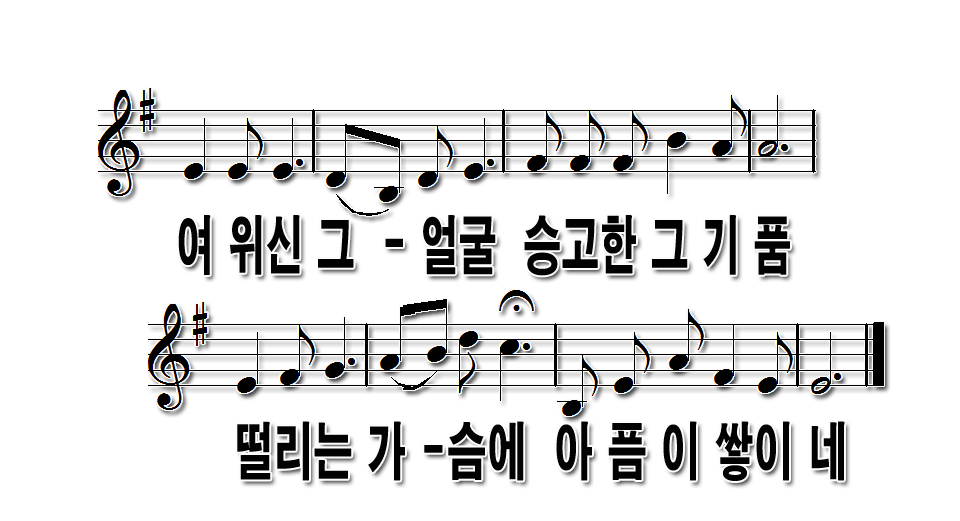 여 위신 그 - 얼굴 승고한 그 기 품
떨리는 가 -슴에 아 픔 이 쌓이 네